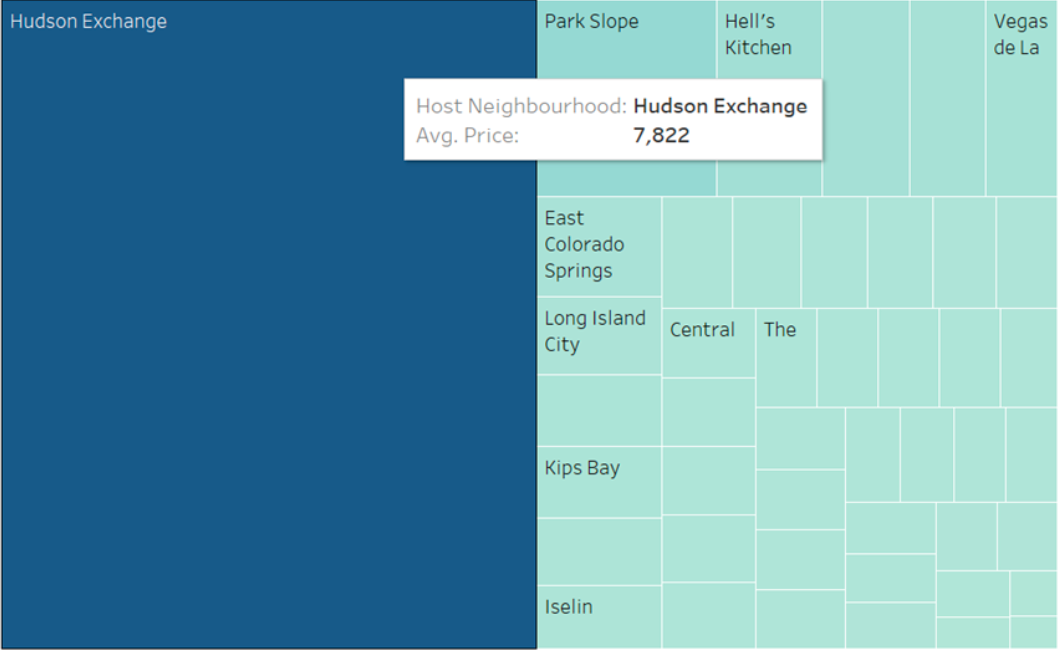 Hudson Exchange
Park Slope
Hell's
Kitchen
Vegas
de La
Host Neighbourhood: Hudson Exchange
Avg. Price: 7,822
East
Colorado
Springs
Long Island
City
Central
The
Kips Bay
Iselin